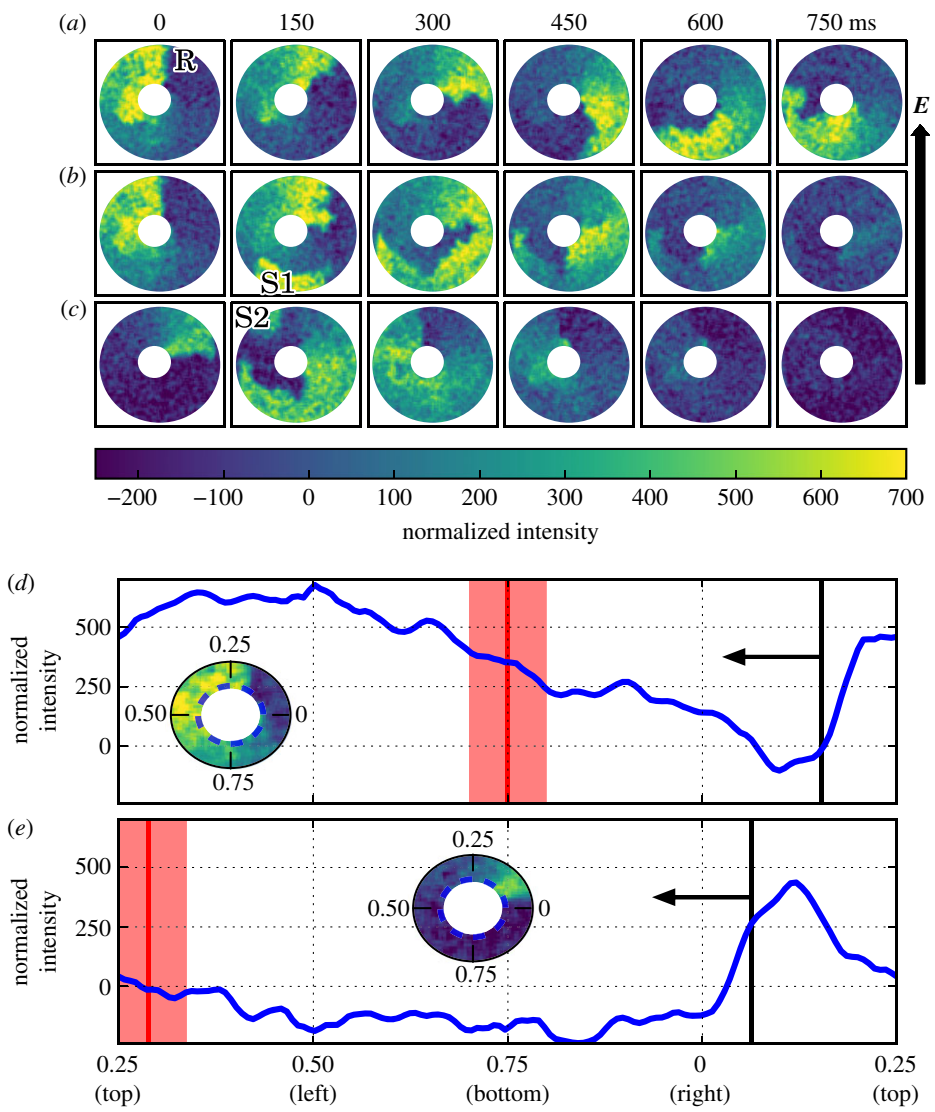 (a) 0 150 300 450 600 750 ms
R
E
(b)
S1
(c) S2
−200 −100 0 100 200 300 400 500 600 700
normalized intensity
(d)
500
250
0
normalized
intensity
0.25
0.50 0
0.75
(e)
500
250
0
normalized
intensity
0.25
0.50 0
0.75
0.25 0.50 0.75 0 0.25
(top) (left) (bottom) (right) (top)